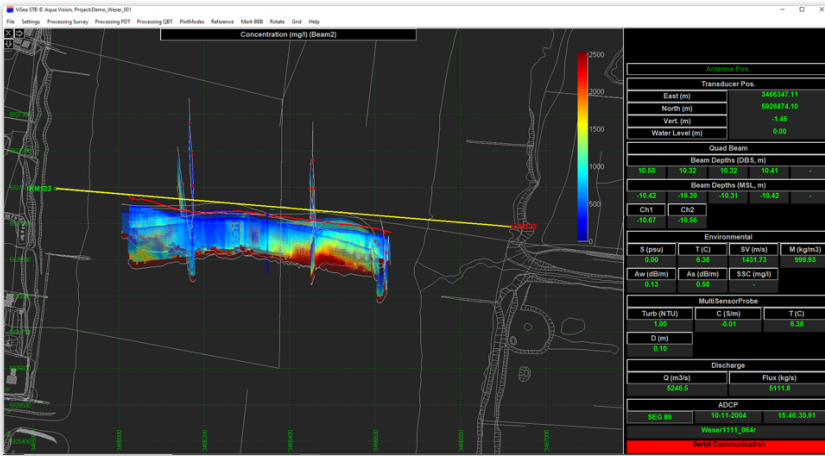 ViSea STB © Aqua Vision, Project:Demo_Weser_001
File Settings Processing Survey Processing PDT Processing QBT PlotModes Reference Mark BBB Rotate Grid Help
Concentration (mg/l) (Beam2)
2500
2000
1500
1000
500
0
Antenna Pos.
Transducer Pos.
East (m) 3466347.11
North (m) 5926874.10
Vert. (m) -1.46
Water Level (m) 0.00
Quad Beam
Beam Depths (DBS, m)
10.50 10.32 10.32 10.41 -
Beam Depths (MSL, m)
-10.42 -10.39 -10.31 -10.42 -
Ch1 Ch2
-10.67 -10.56
Environmental
S (psu) T (C) SV (m/s) M (kg/m3)
0.00 6.38 1431.73 999.93
Aw (dB/m) As (dB/m) SSC (mg/l)
0.13 0.58 -
MultiSensorProbe
Turb (NTU) C (S/m) T (C)
1.00 -0.01 6.38
D (m)
0.10
Discharge
Q (m3/s) Flux (kg/s)
5246.5 5111.8
ADCP
SEG 89 10-11-2004 15:46:35.91
Weser1111_064r
Serial Communication